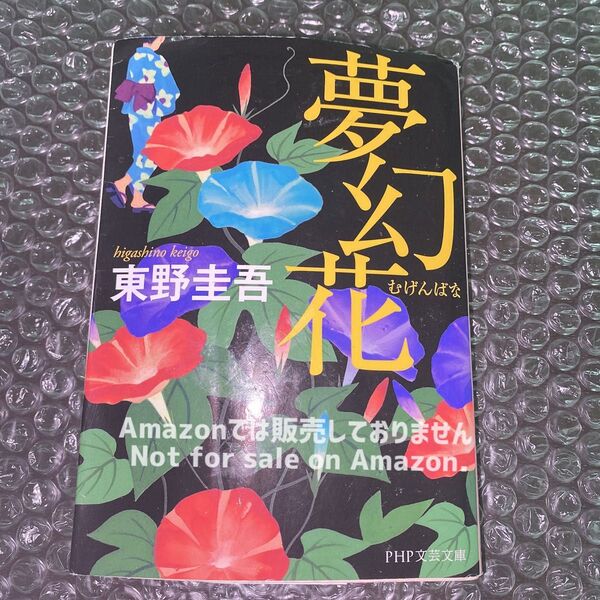 夢幻花
むげんばな
higashino keigo
東野圭吾
Amazonでは販売しておりません
Not for sale on Amazon.
PHP文芸文庫